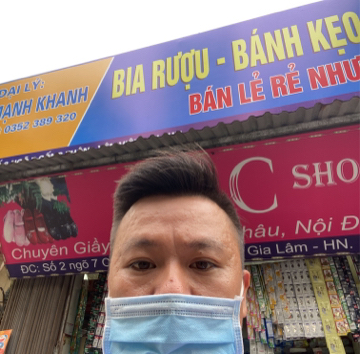 ĐẠI LÝ:
MẠNH KHANH
0352 389 320
BIA RƯỢU - BÁNH KẸO
BÁN LẺ RẺ NHƯ
C SHO
Chuyên Giầy
hâu, Nội Đ
ĐC: Số 2 ngõ 7 C
Gia Lâm - HN.